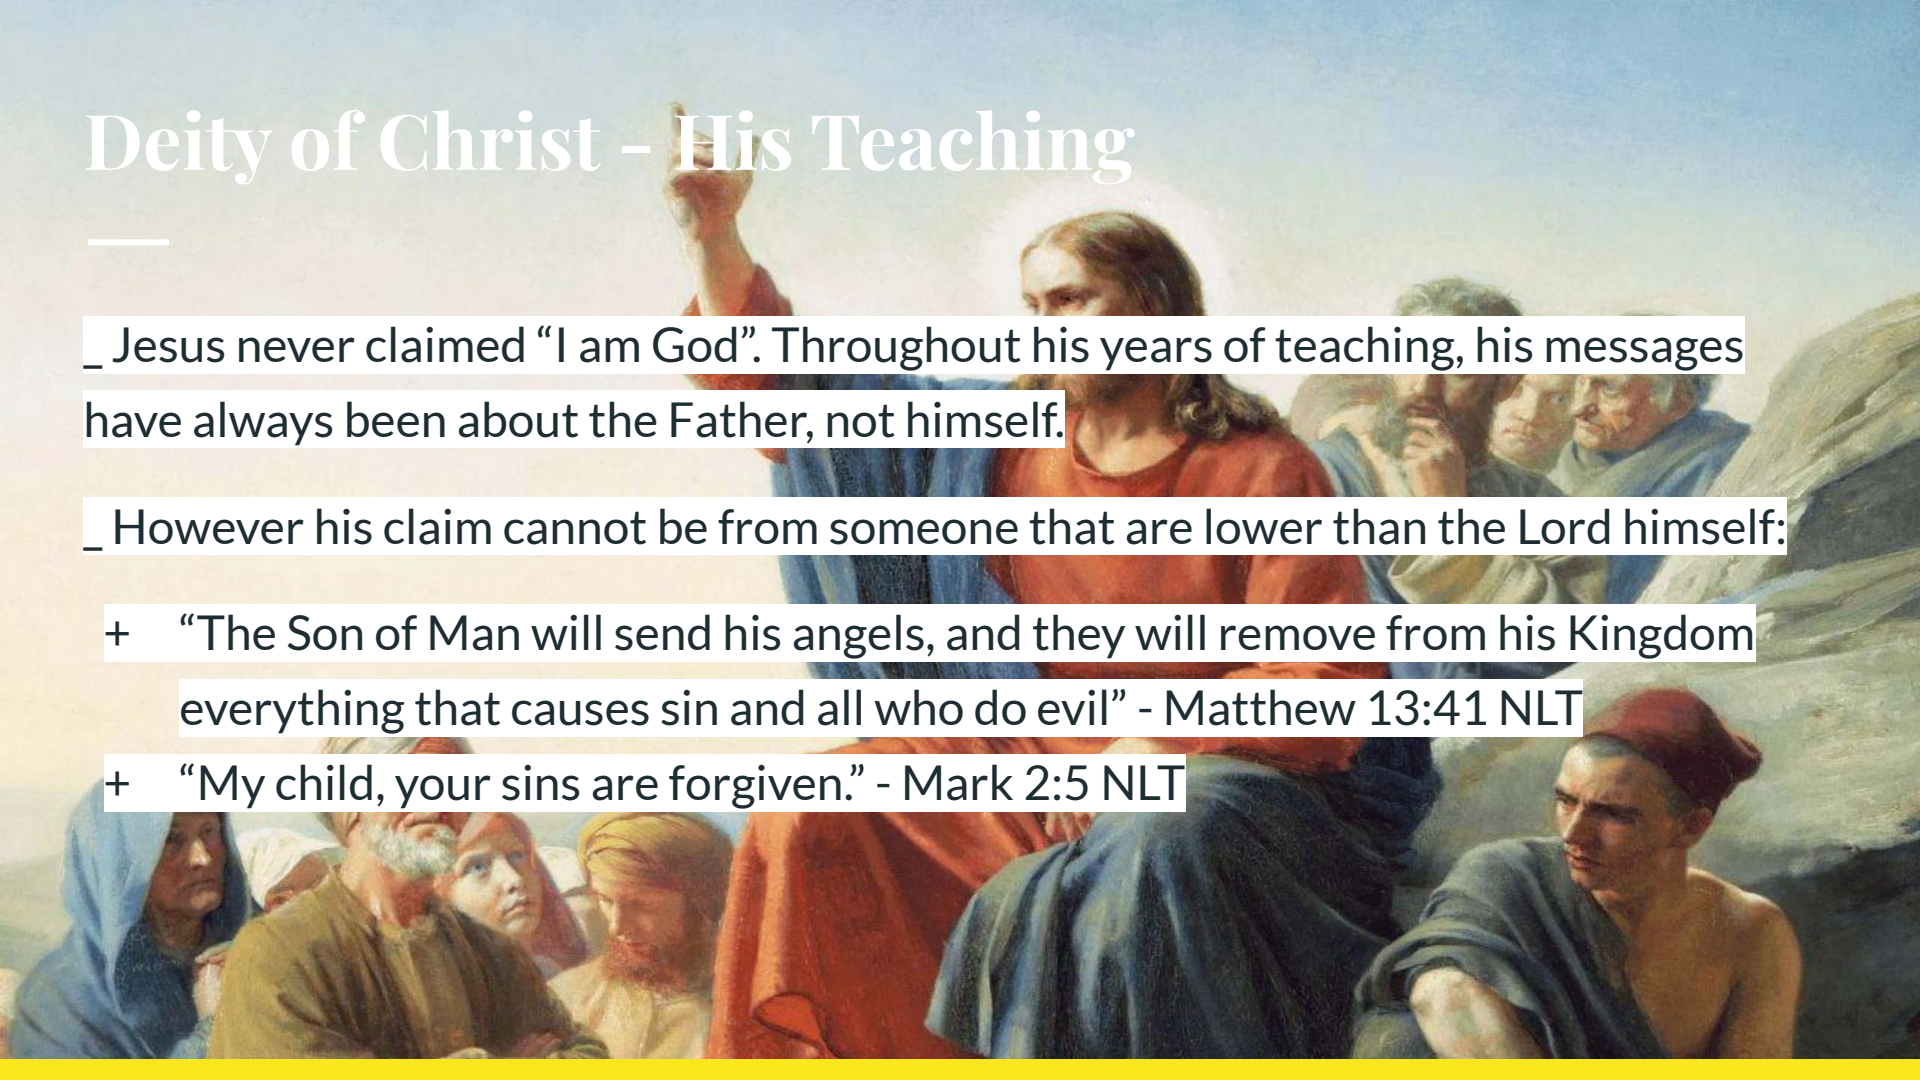 Deity of Christ - His Teaching
_ Jesus never claimed “I am God”. Throughout his years of teaching, his messages
have always been about the Father, not himself.
_ However his claim cannot be from someone that are lower than the Lord himself:
+ “The Son of Man will send his angels, and they will remove from his Kingdom
everything that causes sin and all who do evil” - Matthew 13:41 NLT
+ “My child, your sins are forgiven.” - Mark 2:5 NLT